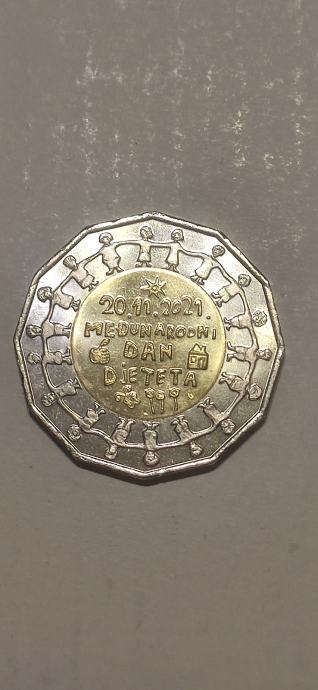 20.11.2021.
MEĐUNARODNI
DAN
DJETETA